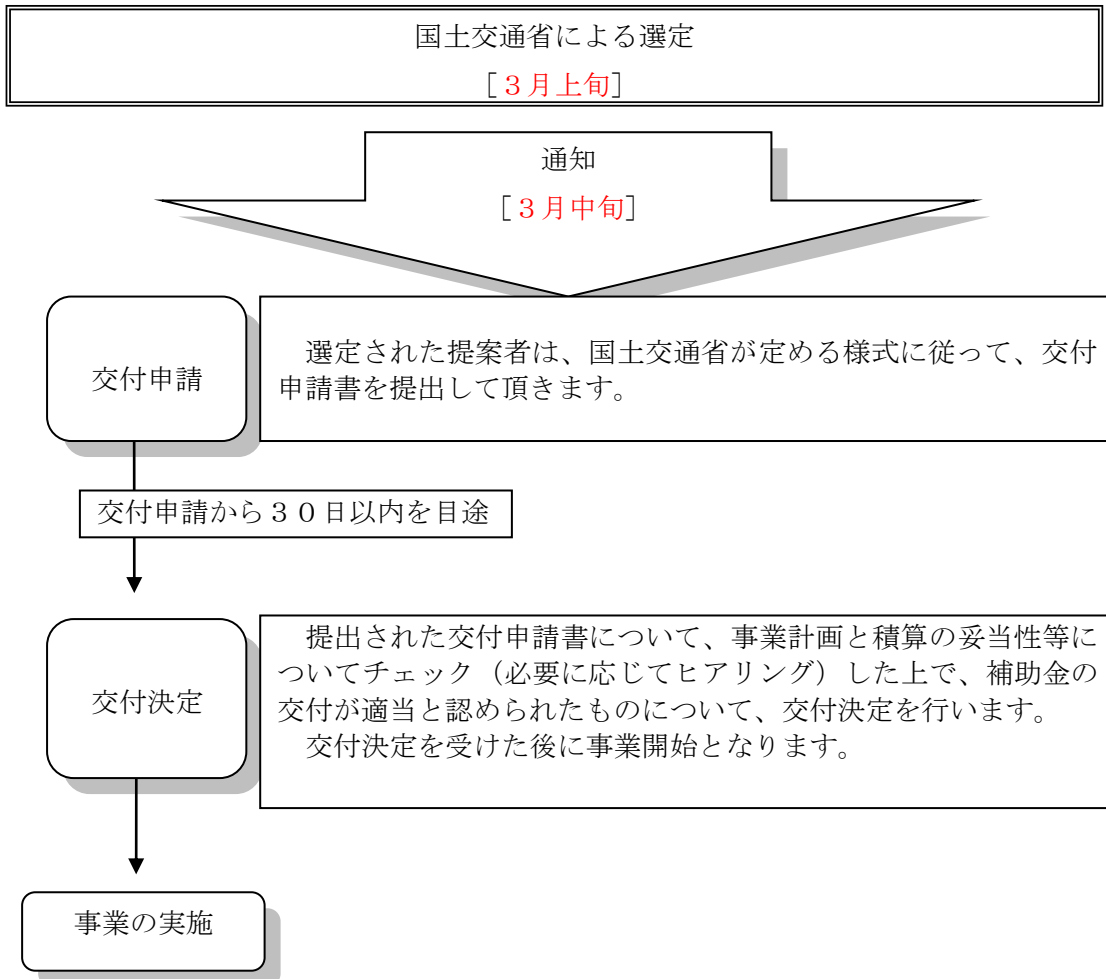 国土交通省による選定
［３月上旬］
通知
［３月中旬］
交付申請
選定された提案者は、国土交通省が定める様式に従って、交付
申請書を提出して頂きます。
交付申請から３０日以内を目途
交付決定
提出された交付申請書について、事業計画と積算の妥当性等に
ついてチェック（必要に応じてヒアリング）した上で、補助金の
交付が適当と認められたものについて、交付決定を行います。
交付決定を受けた後に事業開始となります。
事業の実施